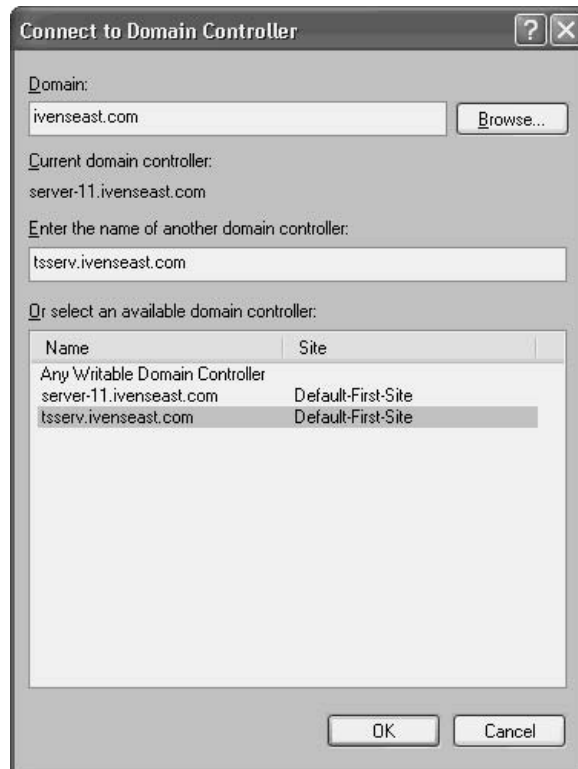 Connect to Domain Controller
Domain:
ivenseast.com
Browse...
Current domain controller:
server-11.ivenseast.com
Enter the name of another domain controller:
tsserv.ivenseast.com
Or select an available domain controller:
Name Site
Any Writable Domain Controller
server-11.ivenseast.com Default-First-Site
tsserv.ivenseast.com Default-First-Site
OK Cancel